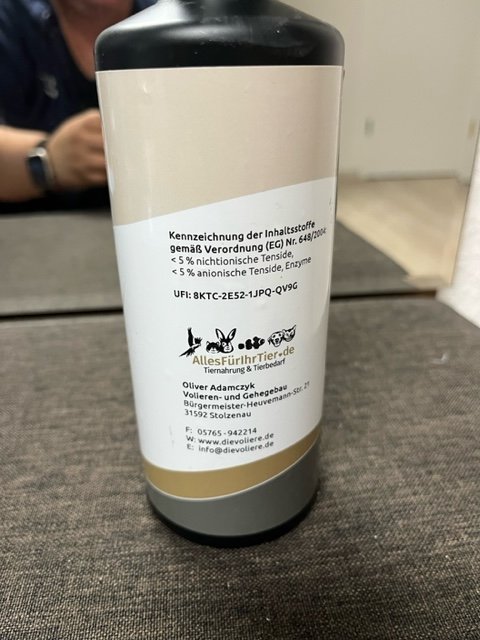 Kennzeichnung der Inhaltsstoffe
gemäß Verordnung (EG) Nr. 648/2004:
< 5 % nichtionische Tenside,
< 5 % anionische Tenside, Enzyme
UFI: 8KTC-2E52-1JPQ-QV9G
AllesFürIhrTier.de
Tiernahrung & Tierbedarf
Oliver Adamczyk
Volieren- und Gehegebau
Bürgermeister-Heuvemann-Str. 21
31592 Stolzenau
F: 05765 - 942214
W: www.dievoliere.de
E: info@dievoliere.de